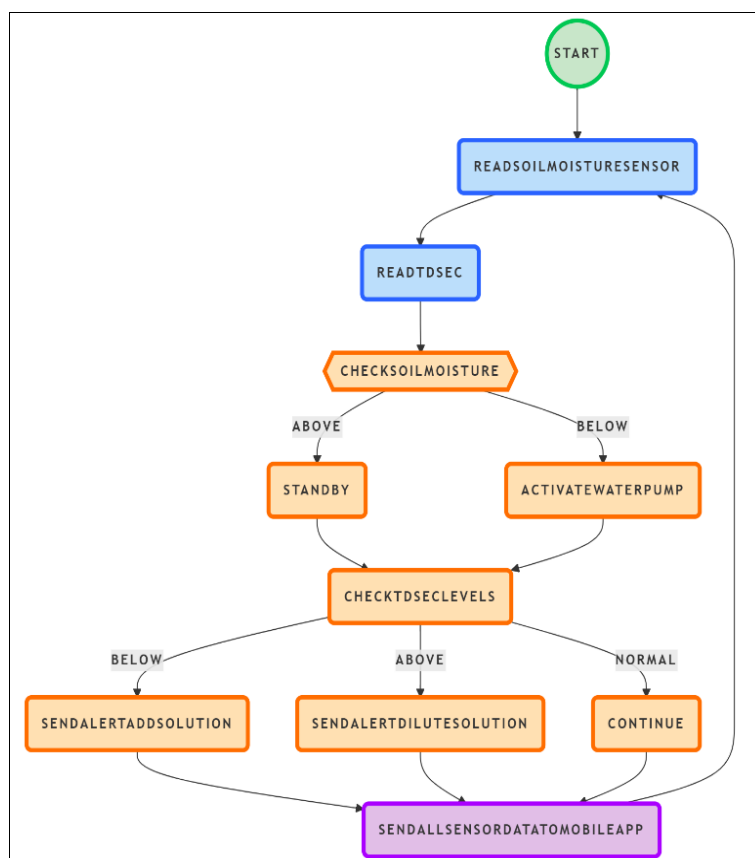 START
READSOILMOISTURESENSOR
READTDSEC
CHECKSOILMOISTURE
ABOVE
BELOW
STANDBY
ACTIVATEWATERPUMP
CHECKTDSECLEVELS
BELOW
ABOVE
NORMAL
SENDALERTADDSOLUTION
SENDALERTDILUTESOLUTION
CONTINUE
SENDALLSENSORDATATOMOBILEAPP